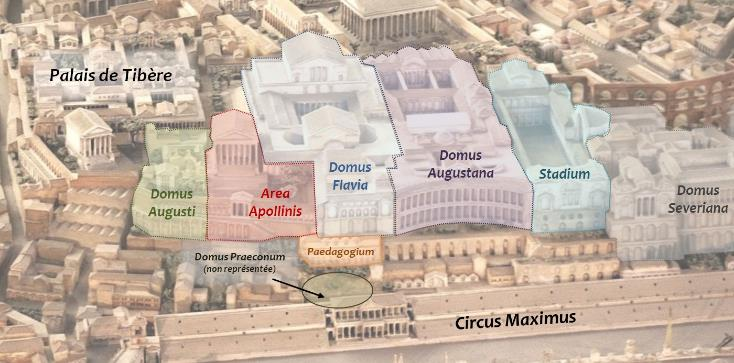 Palais de Tibère
Domus
Augusti
Area
Apollinis
Domus
Flavia
Domus
Augustana
Stadium
Domus
Severiana
Paedagogium
Domus Praeconum
(non représentée)
Circus Maximus